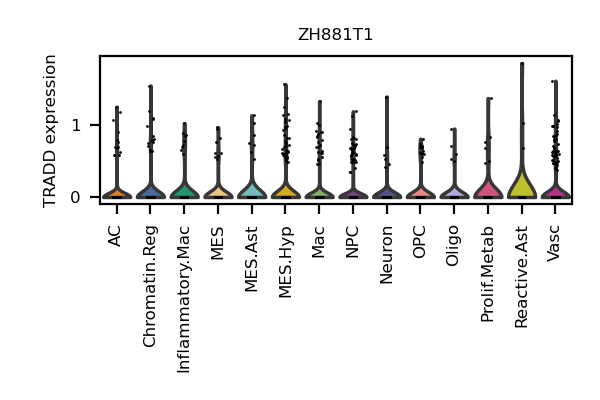 ZH881T1
TRADD expression
1
0
AC
Chromatin.Reg
Inflammatory.Mac
MES
MES.Ast
MES.Hyp
Mac
NPC
Neuron
OPC
Oligo
Prolif.Metab
Reactive.Ast
Vasc